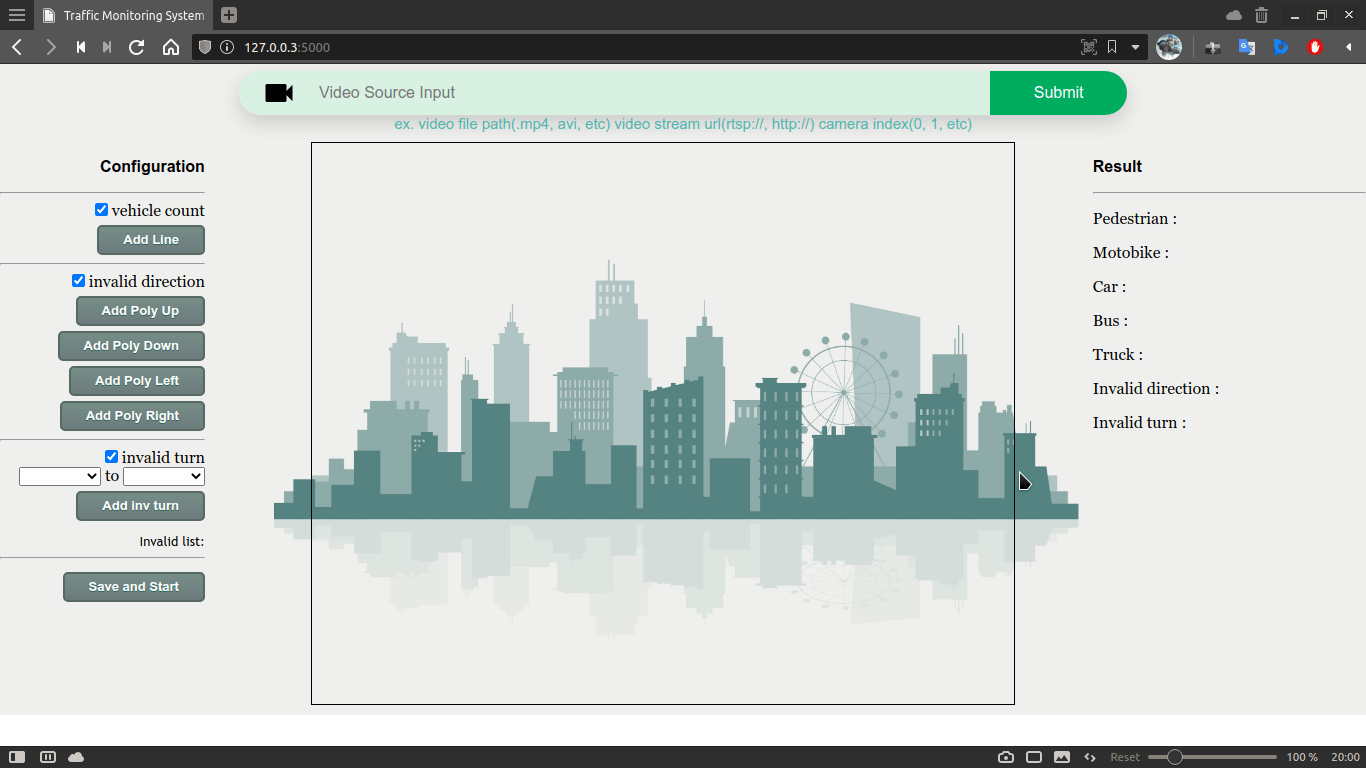 Traffic Monitoring System
127.0.0.3:5000
Video Source Input
Submit
ex. video file path(.mp4, avi, etc) video stream url(rtsp://, http://) camera index(0, 1, etc)
Configuration
vehicle count
Add Line
invalid direction
Add Poly Up
Add Poly Down
Add Poly Left
Add Poly Right
invalid turn
to
Add inv turn
Invalid list:
Save and Start
Result
Pedestrian :
Motobike :
Car :
Bus :
Truck :
Invalid direction :
Invalid turn :
Reset
100 %
20:00